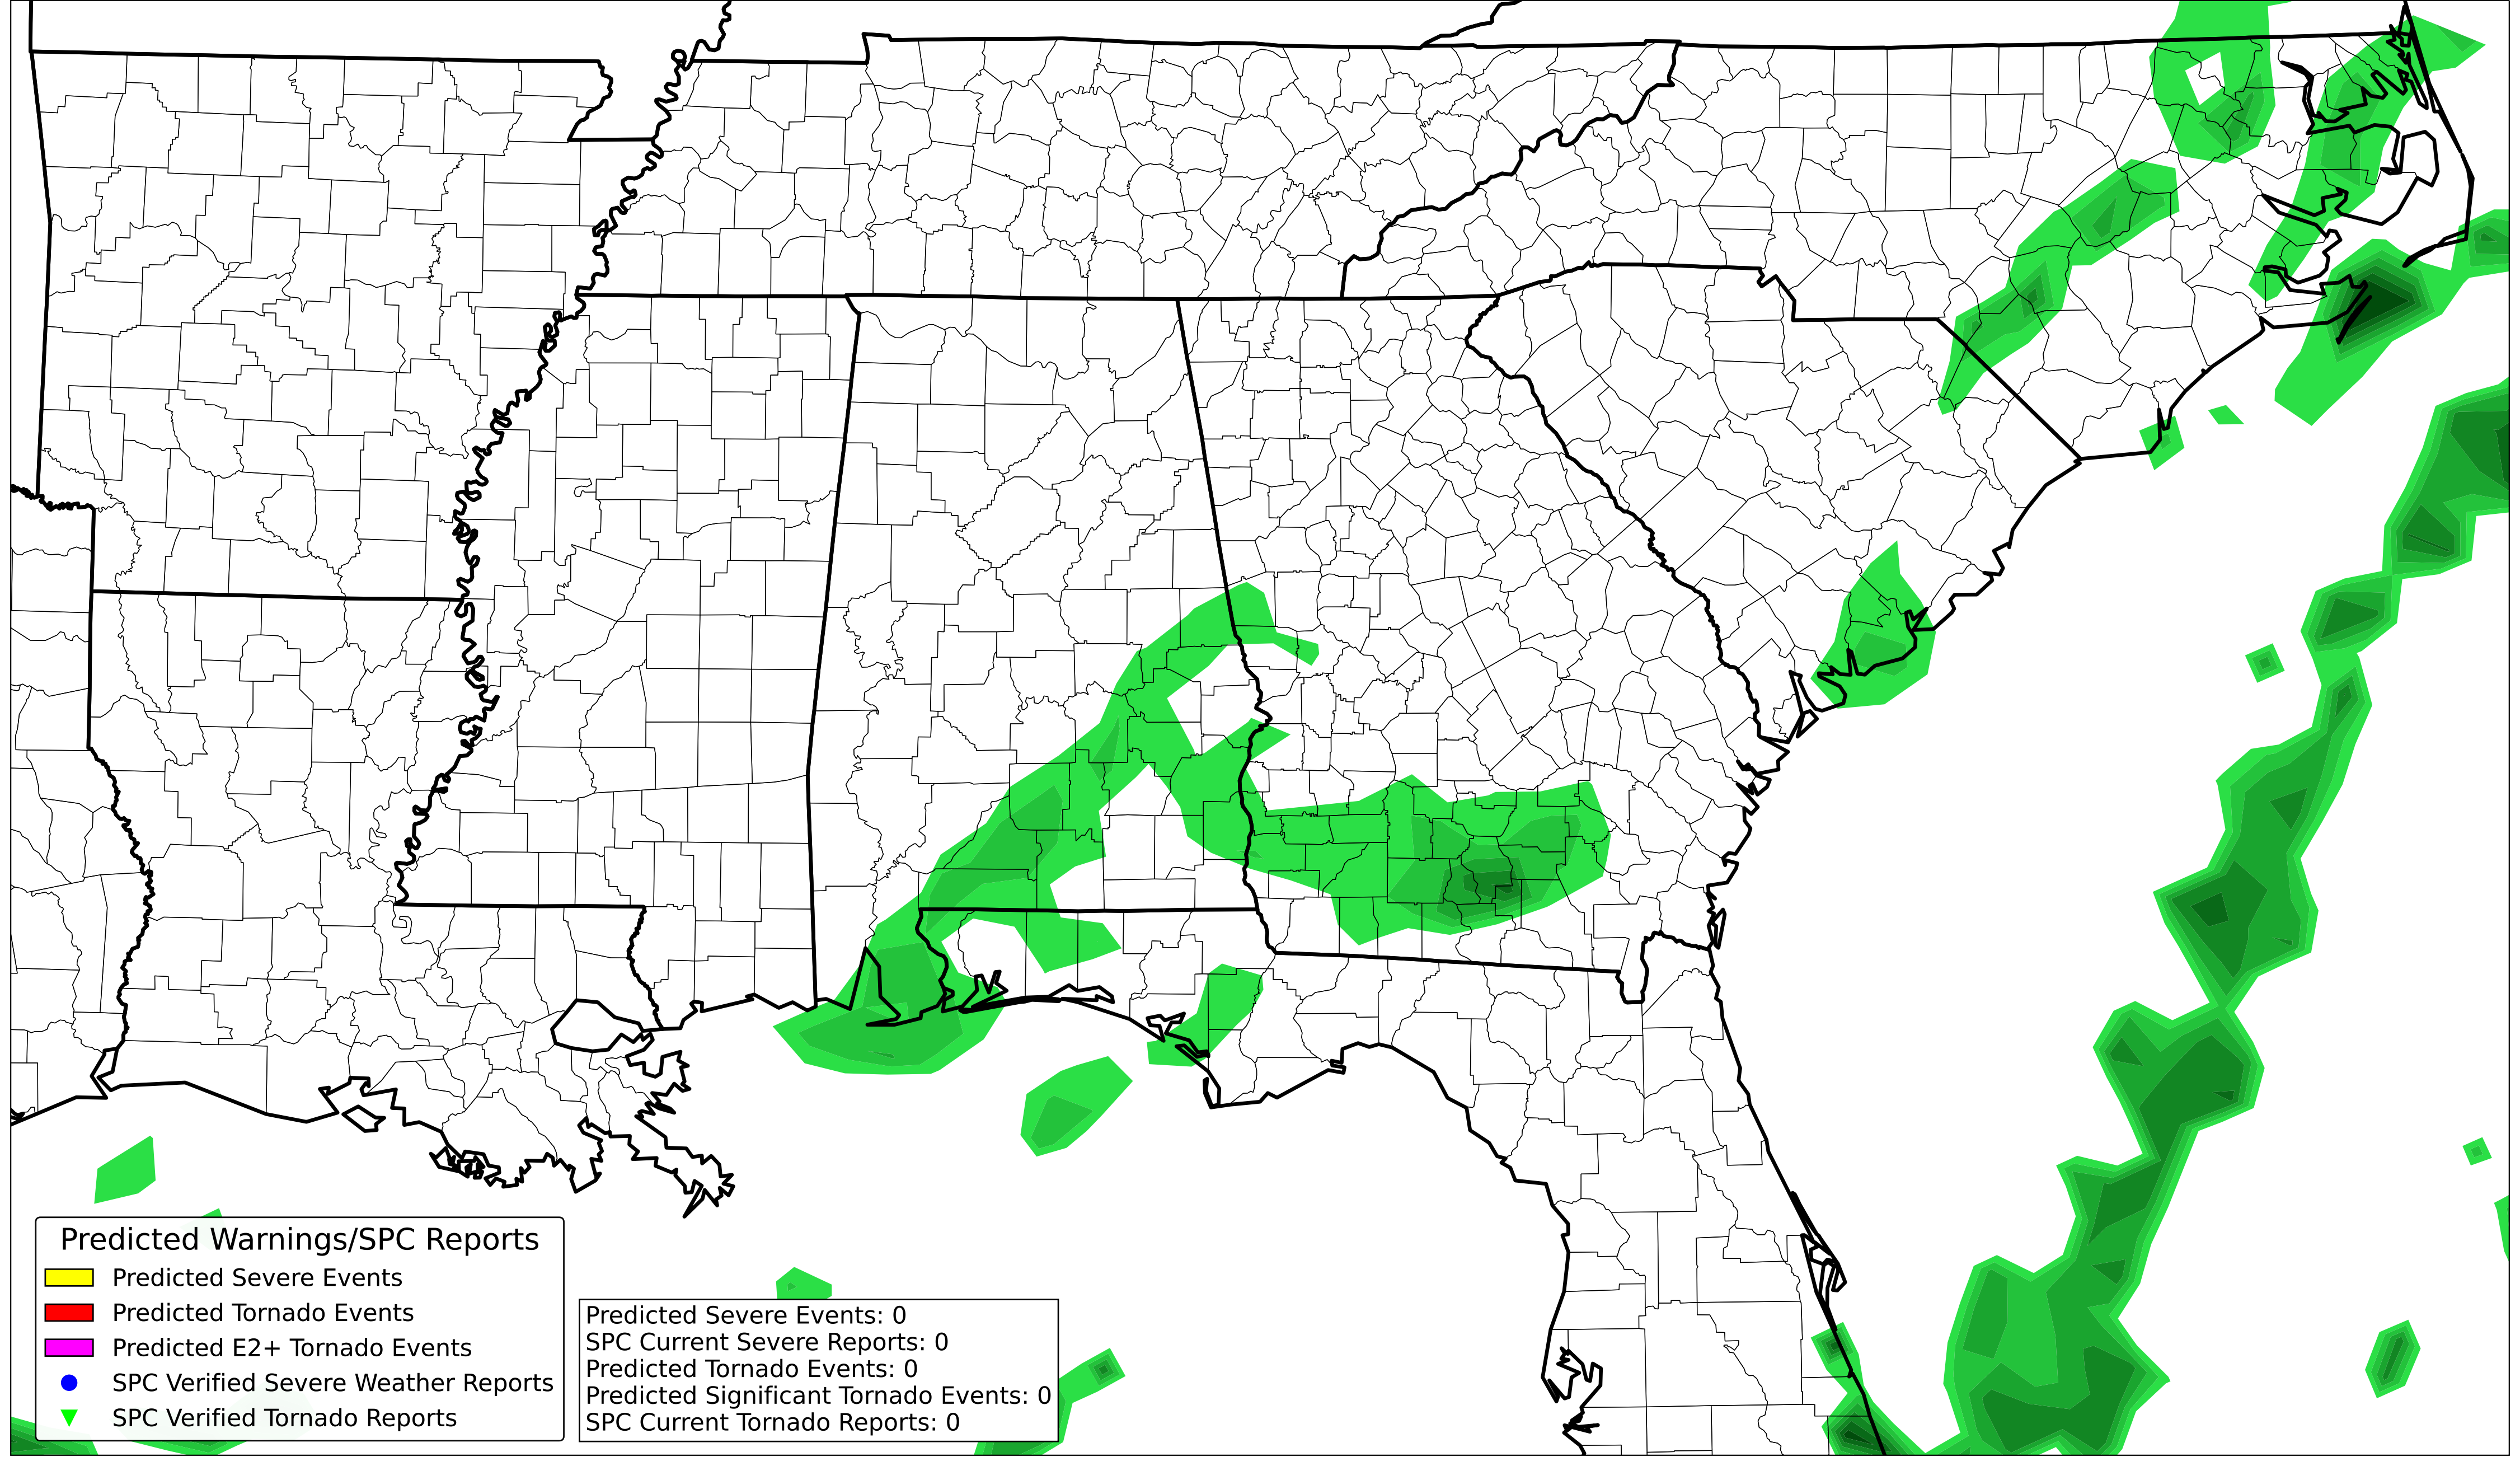 Predicted Warnings/SPC Reports
Predicted Severe Events
Predicted Tornado Events
Predicted E2+ Tornado Events
SPC Verified Severe Weather Reports
SPC Verified Tornado Reports
Predicted Severe Events: 0
SPC Current Severe Reports: 0
Predicted Tornado Events: 0
Predicted Significant Tornado Events: 0
SPC Current Tornado Reports: 0